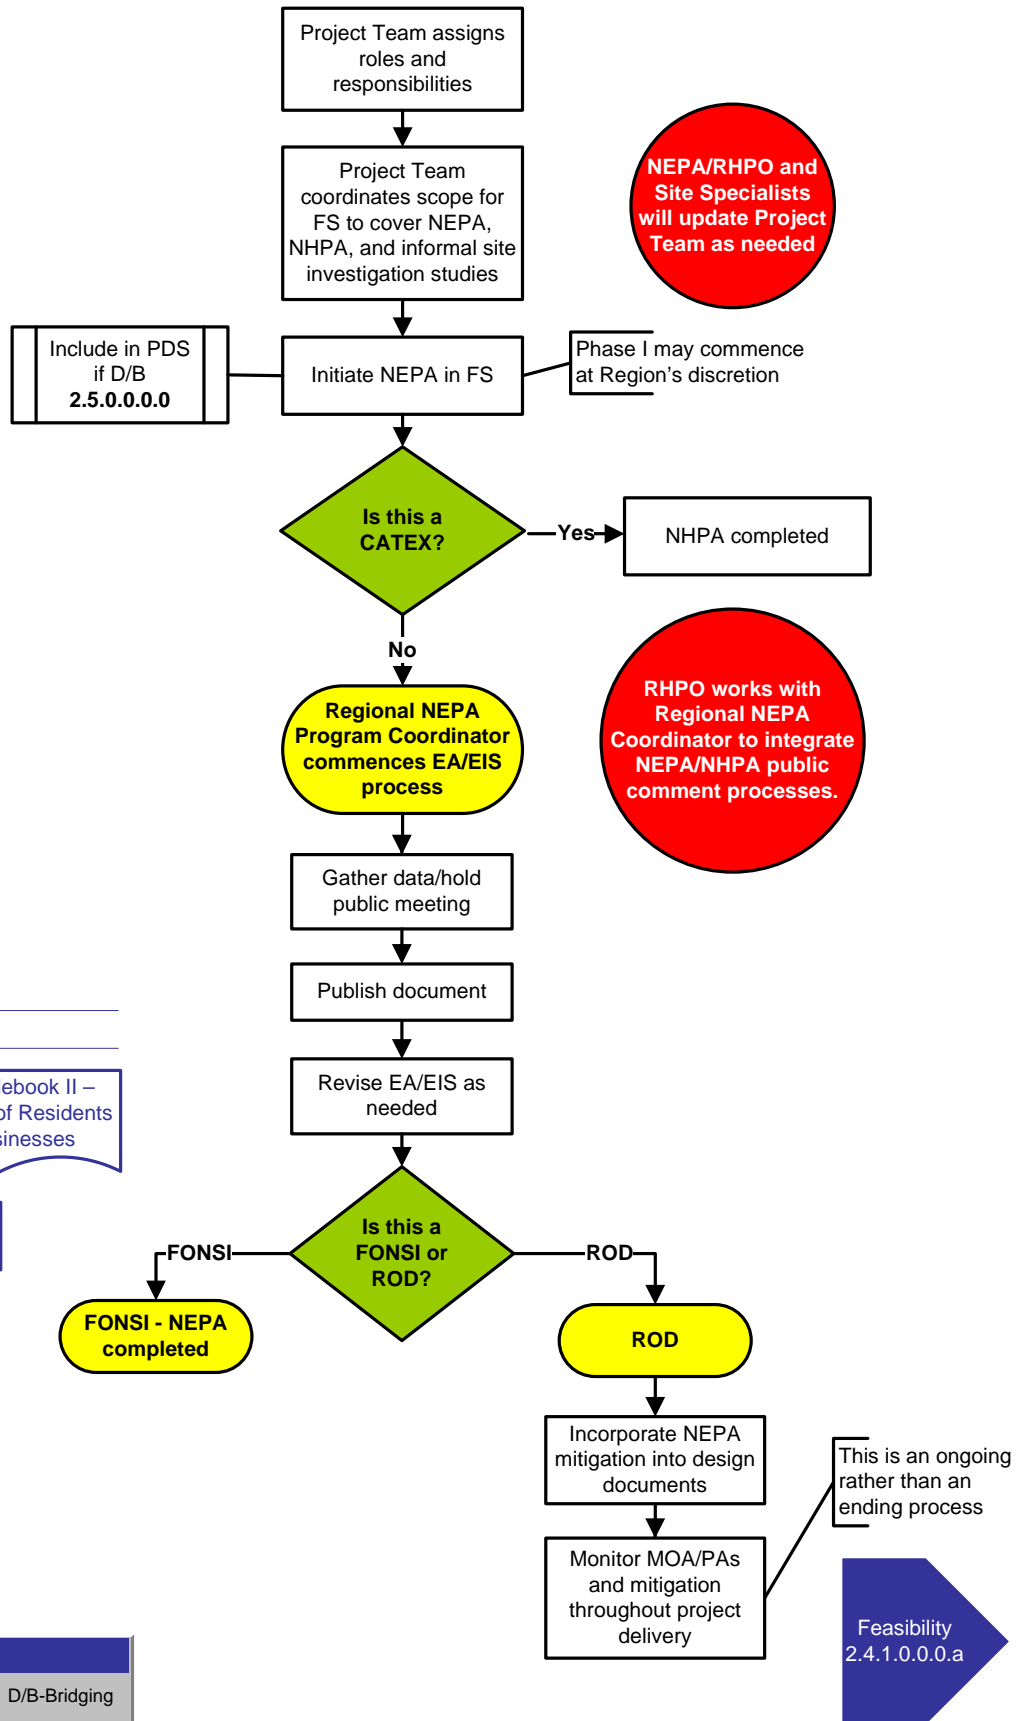 Project Team assigns
roles and
responsibilities
Project Team
coordinates scope for
FS to cover NEPA,
NHPA, and informal site
investigation studies
NEPA/RHPO and
Site Specialists
will update Project
Team as needed
Include in PDS
if D/B
2.5.0.0.0.0
Initiate NEPA in FS
Phase I may commence
at Region's discretion
Is this a
CATEX?
Yes
NHPA completed
No
Regional NEPA
Program Coordinator
commences EA/EIS
process
RHPO works with
Regional NEPA
Coordinator to integrate
NEPA/NHPA public
comment processes.
Gather data/hold
public meeting
Publish document
Revise EA/EIS as
needed
ebook II –
of Residents
sinesses
Is this a
FONSI or
ROD?
FONSI
ROD
FONSI - NEPA
completed
ROD
Incorporate NEPA
mitigation into design
documents
This is an ongoing
rather than an
ending process
Monitor MOA/PAs
and mitigation
throughout project
delivery
Feasibility
2.4.1.0.0.0.a
D/B-Bridging